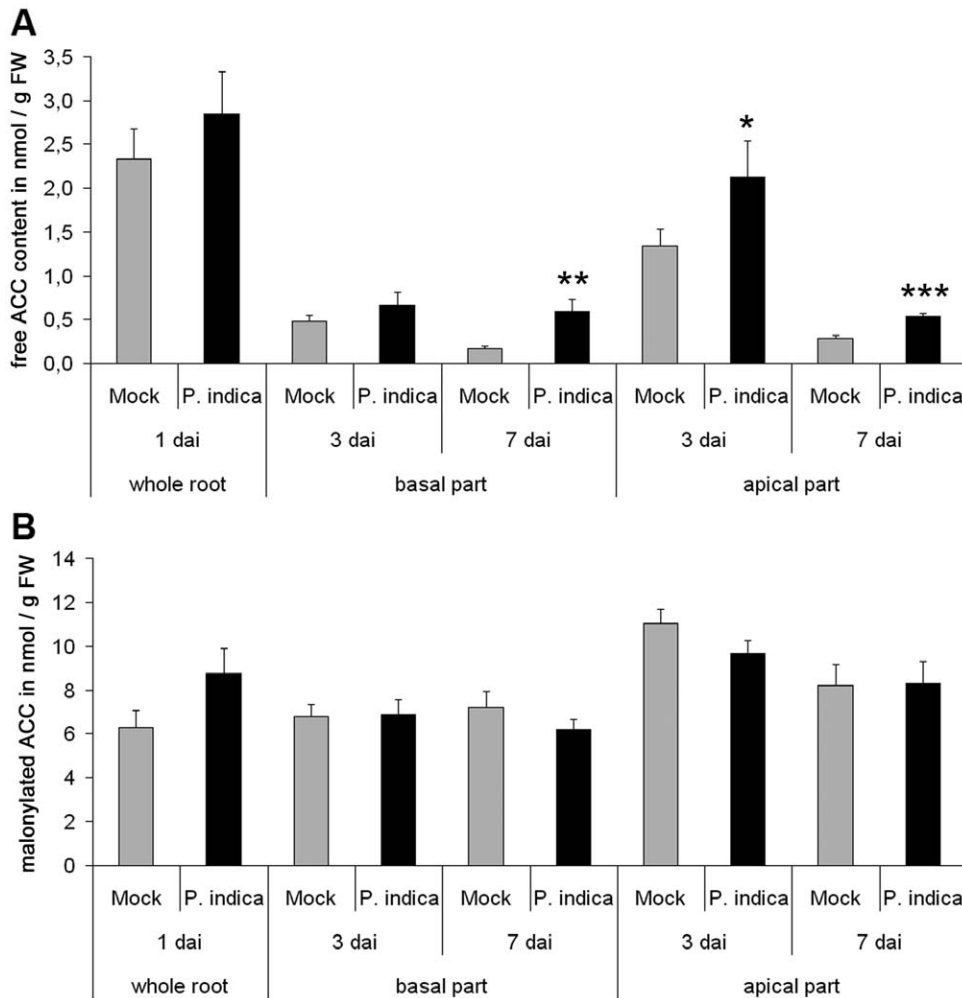 A
free ACC content in nmol / g FW
3,5
3,0
2,5
2,0
1,5
1,0
0,5
0,0
*
**
***
Mock P. indica Mock P. indica Mock P. indica Mock P. indica Mock P. indica
1 dai 3 dai 7 dai 3 dai 7 dai
whole root basal part apical part
B
malonylated ACC in nmol / g FW
14
12
10
8
6
4
2
0
Mock P. indica Mock P. indica Mock P. indica Mock P. indica Mock P. indica
1 dai 3 dai 7 dai 3 dai 7 dai
whole root basal part apical part